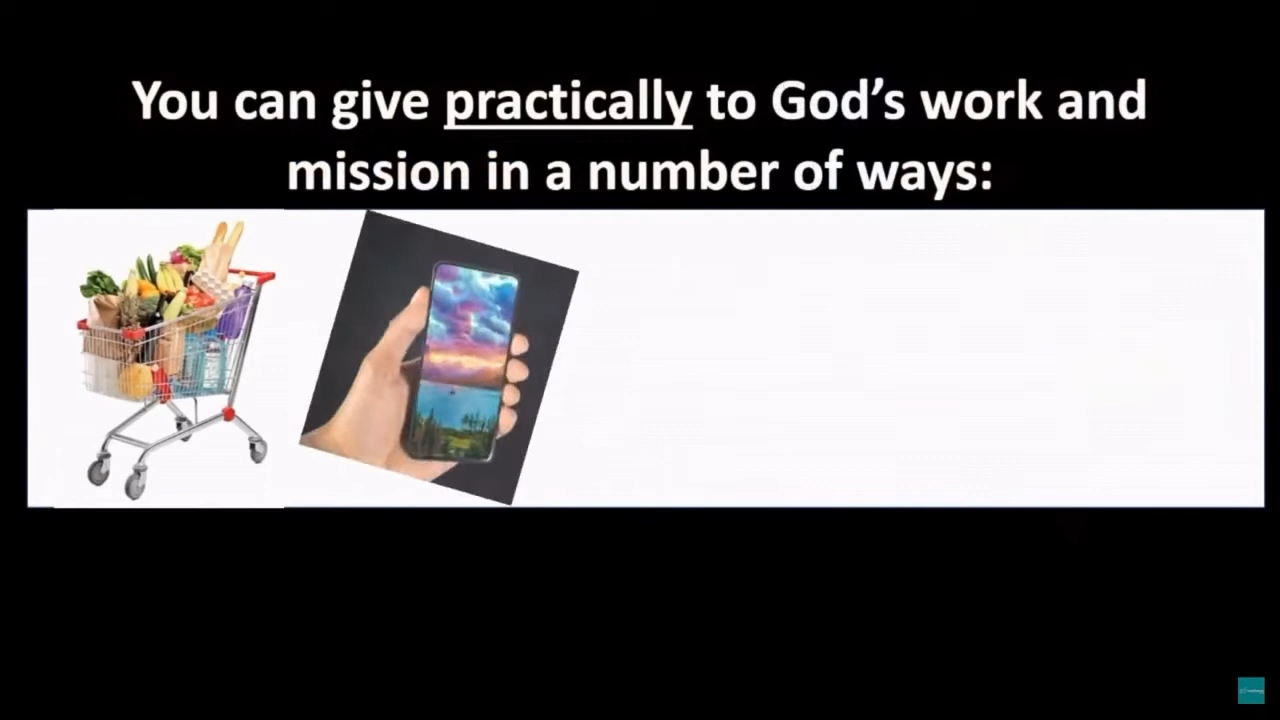 You can give practically to God's work and
mission in a number of ways: